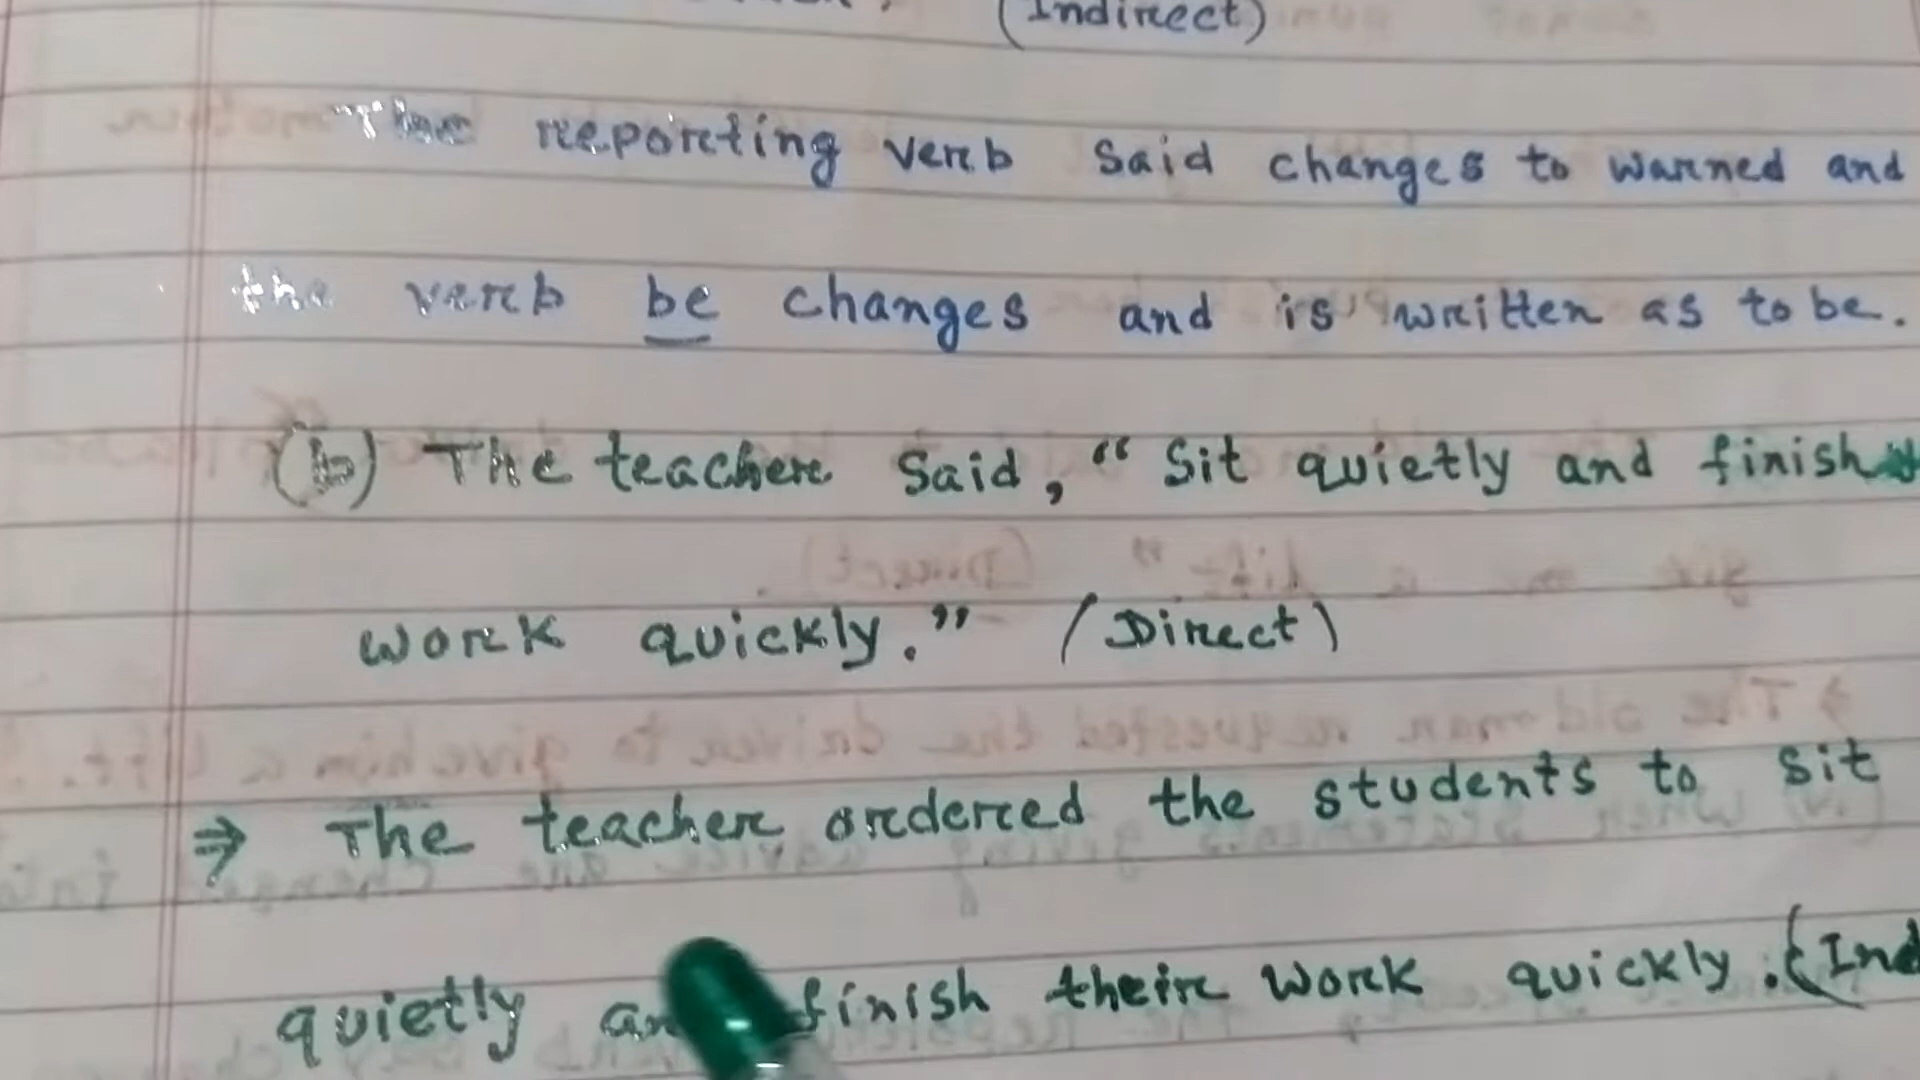 (Indirect)
The reporting verb said changes to warned and
the verb be changes and is written as to be.
(b) The teacher said, “Sit quietly and finish
work quickly.” (Direct)
⇒ The teacher ordered the students to sit
quietly an finish their work quickly. (Ind